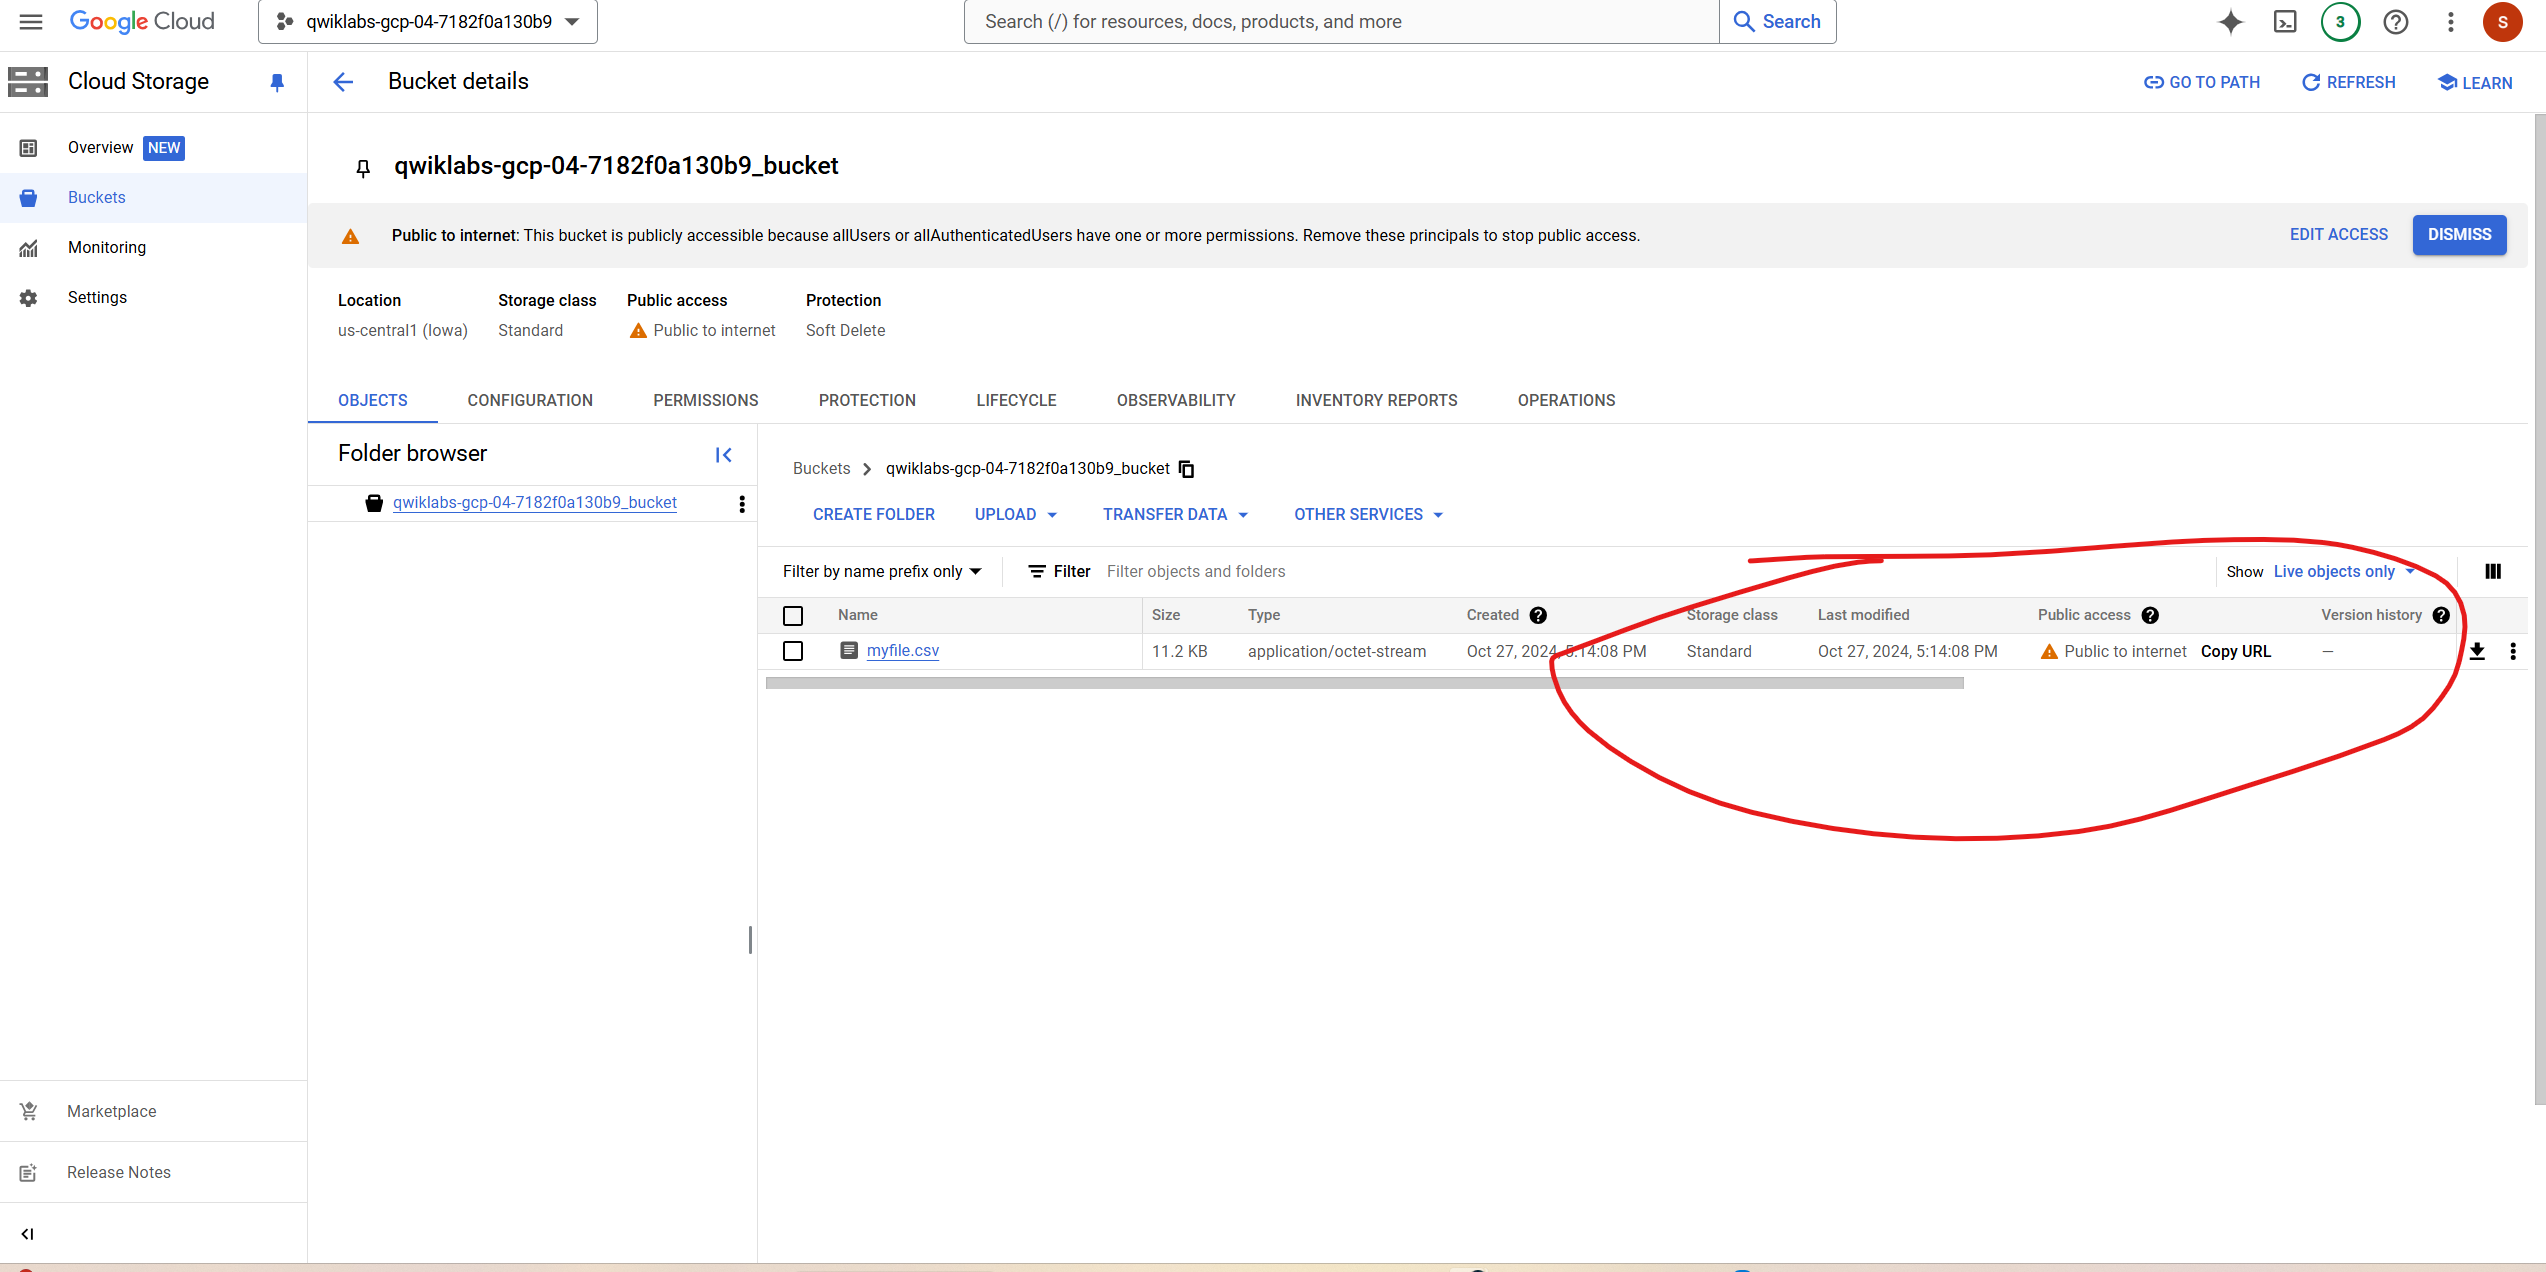 Google Cloud
qwiklabs-gcp-04-7182f0a130b9
Search (/) for resources, docs, products, and more
Search
3
S
Cloud Storage
Bucket details
GO TO PATH
REFRESH
LEARN
Overview NEW
Buckets
Monitoring
Settings
Marketplace
Release Notes
qwiklabs-gcp-04-7182f0a130b9_bucket
Public to internet: This bucket is publicly accessible because allUsers or allAuthenticatedUsers have one or more permissions. Remove these principals to stop public access.
EDIT ACCESS
DISMISS
Location Storage class Public access Protection
us-central1 (Iowa) Standard Public to internet Soft Delete
OBJECTS CONFIGURATION PERMISSIONS PROTECTION LIFECYCLE OBSERVABILITY INVENTORY REPORTS OPERATIONS
Folder browser
qwiklabs-gcp-04-7182f0a130b9_bucket
Buckets qwiklabs-gcp-04-7182f0a130b9_bucket
CREATE FOLDER UPLOAD TRANSFER DATA OTHER SERVICES
Filter by name prefix only Filter Filter objects and folders Show Live objects only
Name Size Type Created Storage class Last modified Public access Version history
myfile.csv 11.2 KB application/octet-stream Oct 27, 2024, 5:14:08 PM Standard Oct 27, 2024, 5:14:08 PM Public to internet Copy URL —